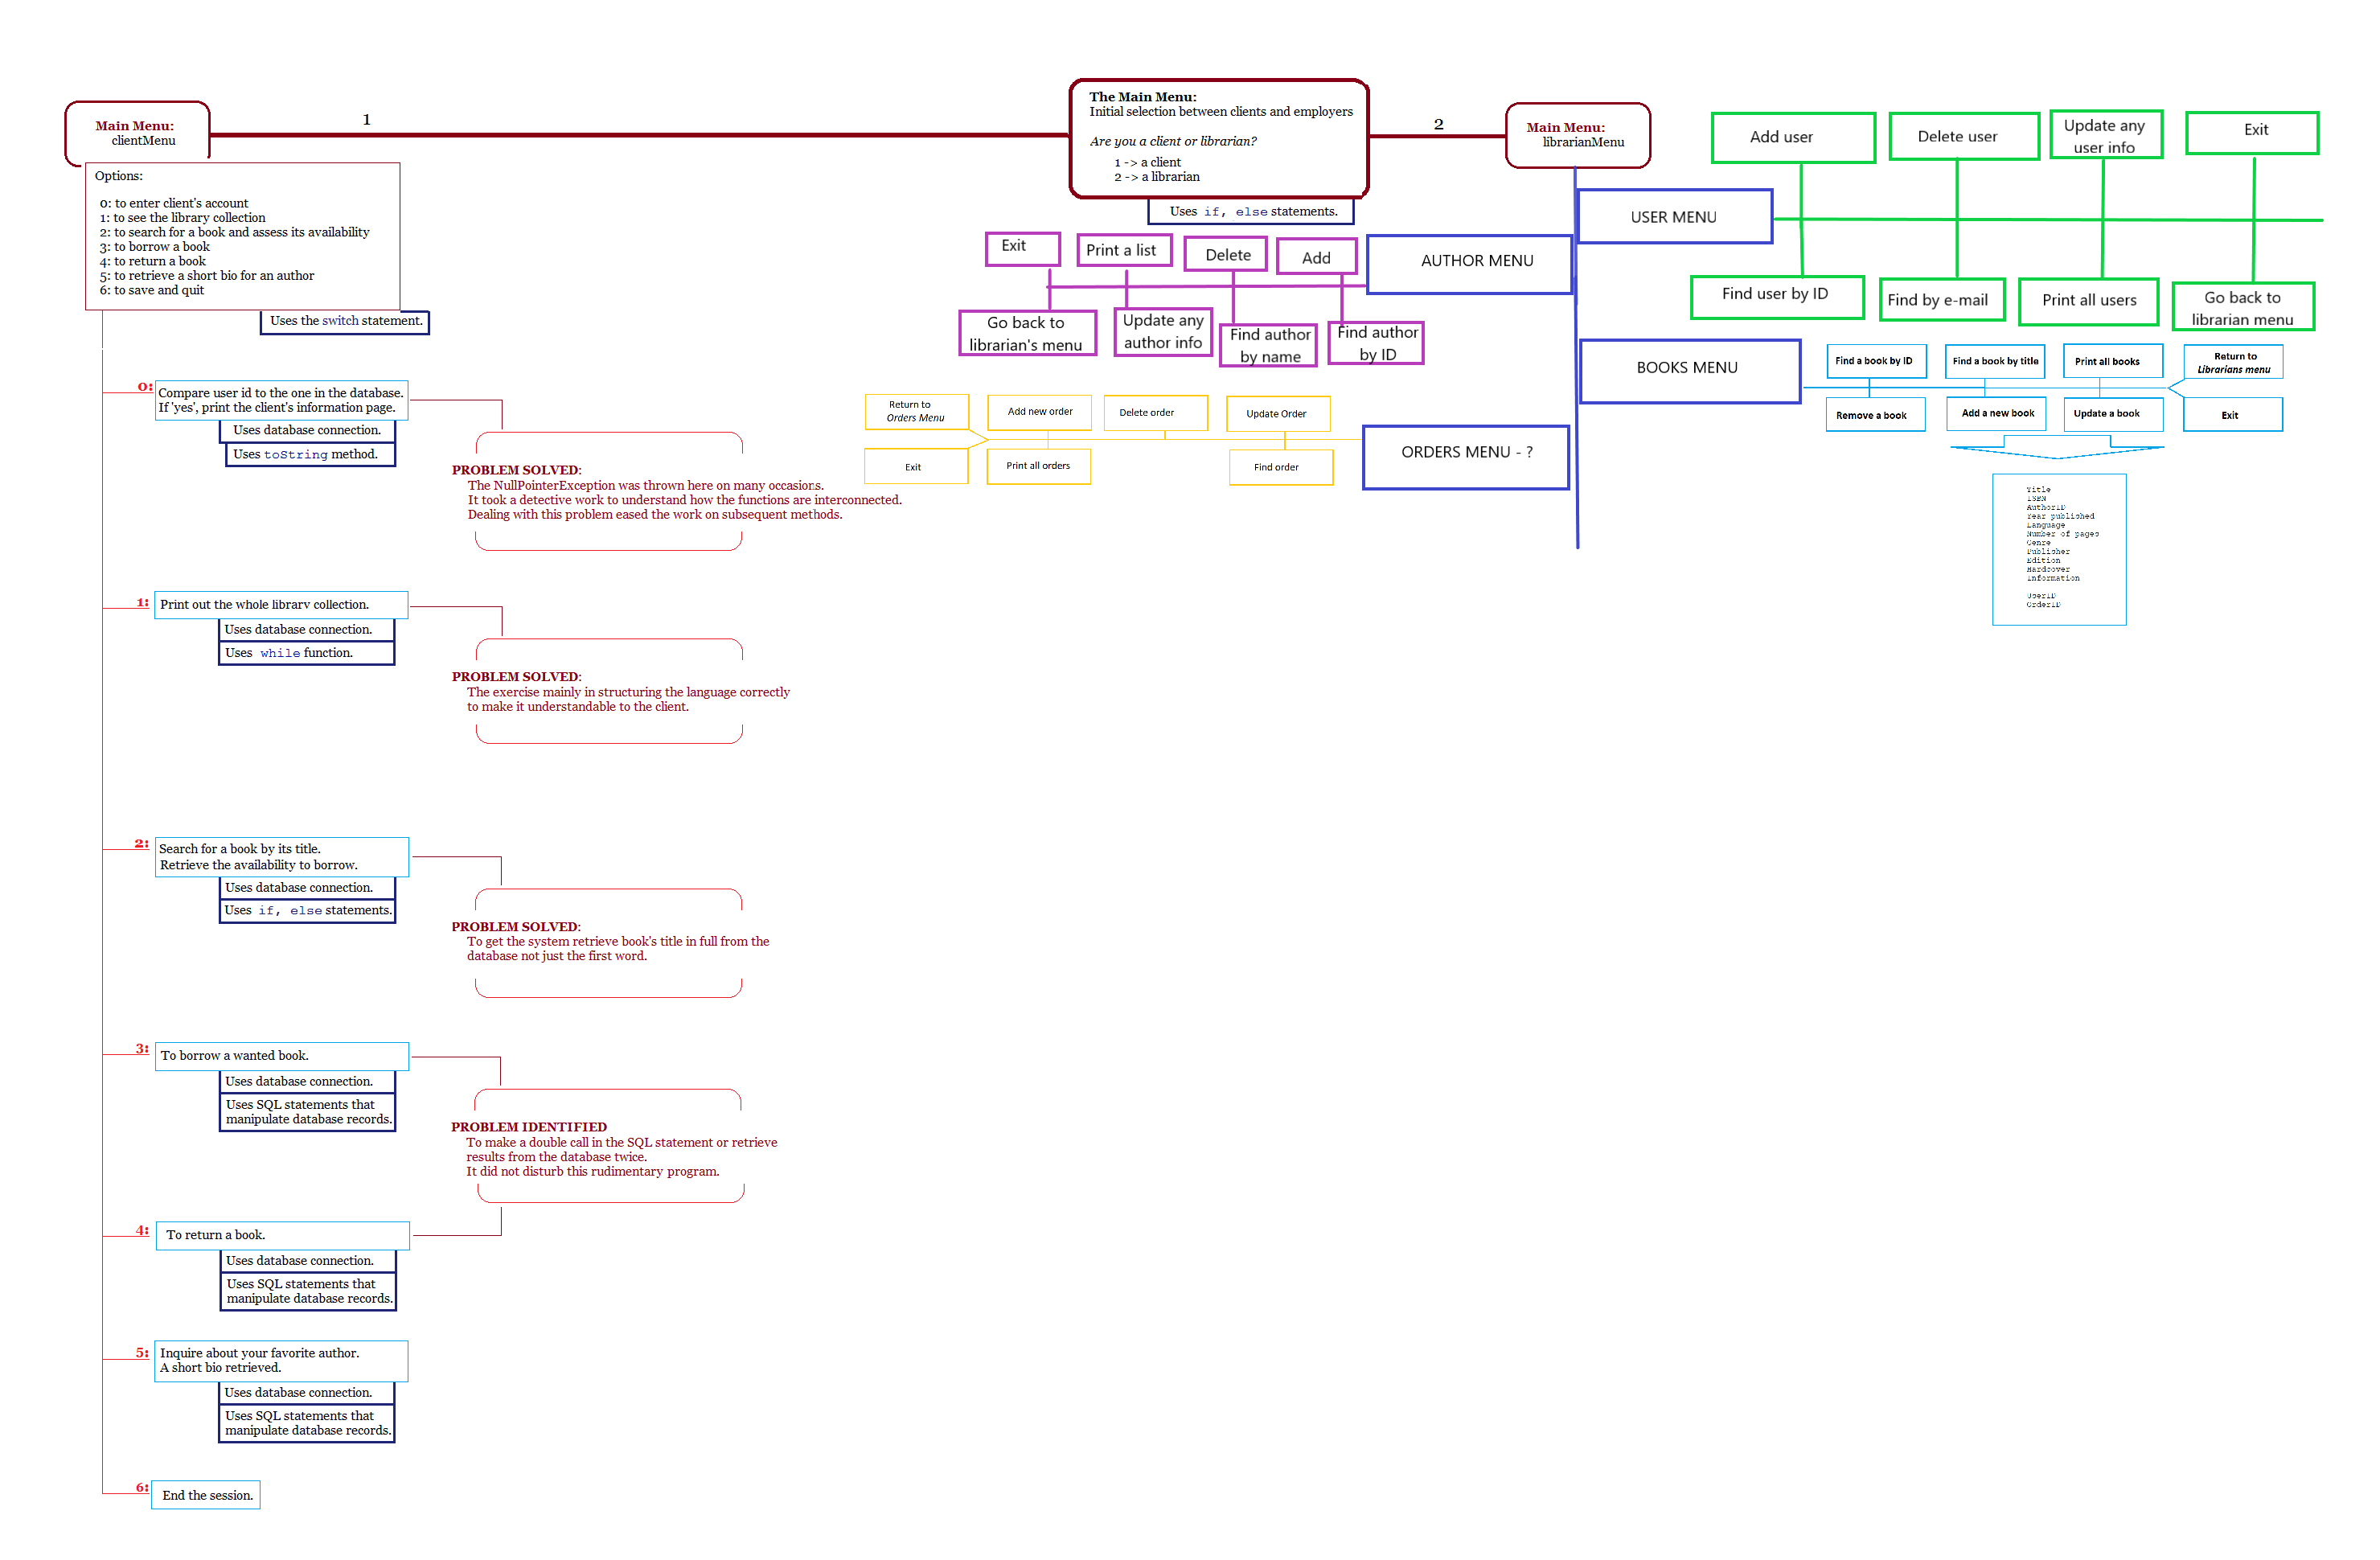 Main Menu:
clientMenu
1
The Main Menu:
Initial selection between clients and employers
Are you a client or librarian?
1 -> a client
2 -> a librarian
Uses if, else statements.
2
Main Menu:
librarianMenu
Options:
0: to enter client's account
1: to see the library collection
2: to search for a book and assess its availability
3: to borrow a book
4: to return a book
5: to retrieve a short bio for an author
6: to save and quit
Uses the switch statement.
0:
Compare user id to the one in the database.
If 'yes', print the client's information page.
Uses database connection.
Uses toString method.
PROBLEM SOLVED:
The NullPointerException was thrown here on many occasions.
It took a detective work to understand how the functions are interconnected.
Dealing with this problem eased the work on subsequent methods.
1:
Print out the whole library collection.
Uses database connection.
Uses while function.
PROBLEM SOLVED:
The exercise mainly in structuring the language correctly
to make it understandable to the client.
2:
Search for a book by its title.
Retrieve the availability to borrow.
Uses database connection.
Uses if, else statements.
PROBLEM SOLVED:
To get the system retrieve book's title in full from the
database not just the first word.
3:
To borrow a wanted book.
Uses database connection.
Uses SQL statements that
manipulate database records.
PROBLEM IDENTIFIED
To make a double call in the SQL statement or retrieve
results from the database twice.
It did not disturb this rudimentary program.
4:
To return a book.
Uses database connection.
Uses SQL statements that
manipulate database records.
5:
Inquire about your favorite author.
A short bio retrieved.
Uses database connection.
Uses SQL statements that
manipulate database records.
6:
End the session.
USER MENU
Add user
Delete user
Update any
user info
Exit
Find user by ID
Find by e-mail
Print all users
Go back to
librarian menu
AUTHOR MENU
Exit
Print a list
Delete
Add
Go back to
librarian's menu
Update any
author info
Find author
by name
Find author
by ID
BOOKS MENU
Find a book by ID
Find a book by title
Print all books
Return to
Librarians menu
Remove a book
Add a new book
Update a book
Exit
Title
ISBN
AuthorID
Year published
Language
Number of pages
Genre
Publisher
Edition
Hardcover
Information
UserID
OrderID
ORDERS MENU - ?
Return to
Orders Menu
Add new order
Delete order
Update Order
Exit
Print all orders
Find order